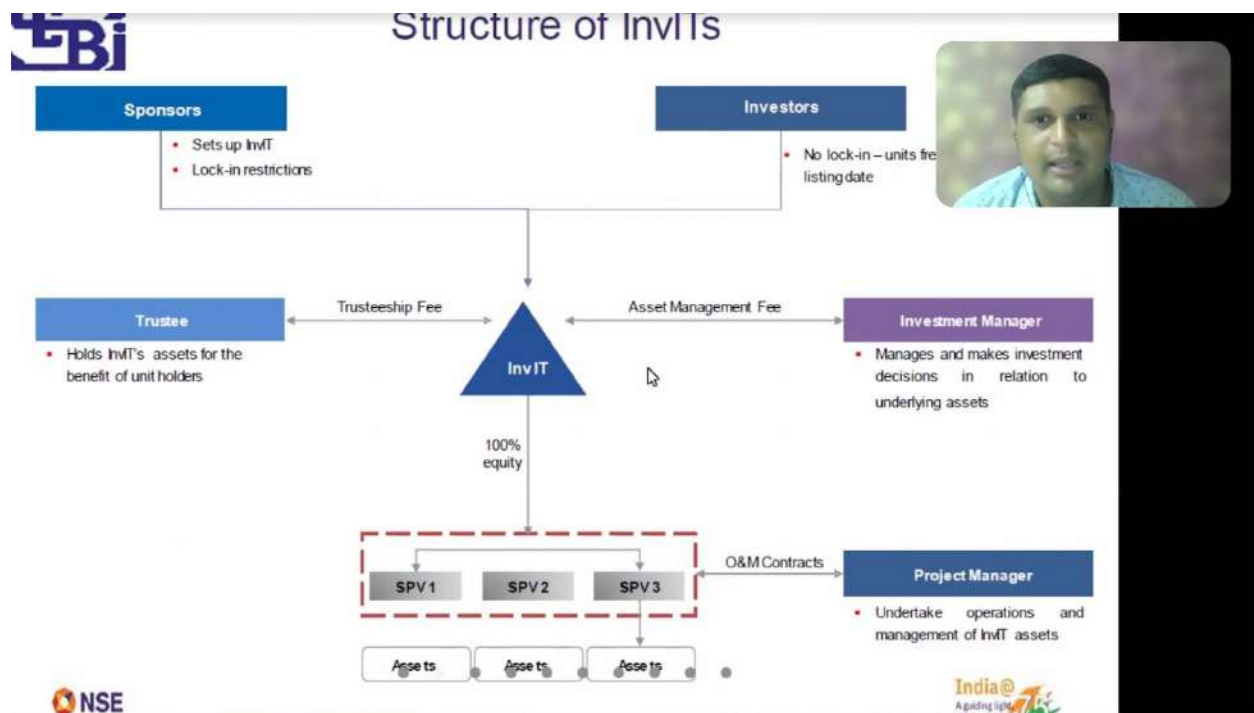 SEBI
Structure of InvITs
Sponsors
Sets up InvIT
Lock-in restrictions
Investors
No lock-in – units
listing date
Trustee
Holds InvIT's assets for the
benefit of unit holders
Trusteeship Fee
InvIT
Asset Management Fee
Investment Manager
Manages and makes investment
decisions in relation to
underlying assets
100%
equity
SPV 1
SPV 2
SPV 3
O&M Contracts
Project Manager
Undertake operations and
management of InvIT assets
Assets
Assets
Assets
NSE
India@
A guiding light